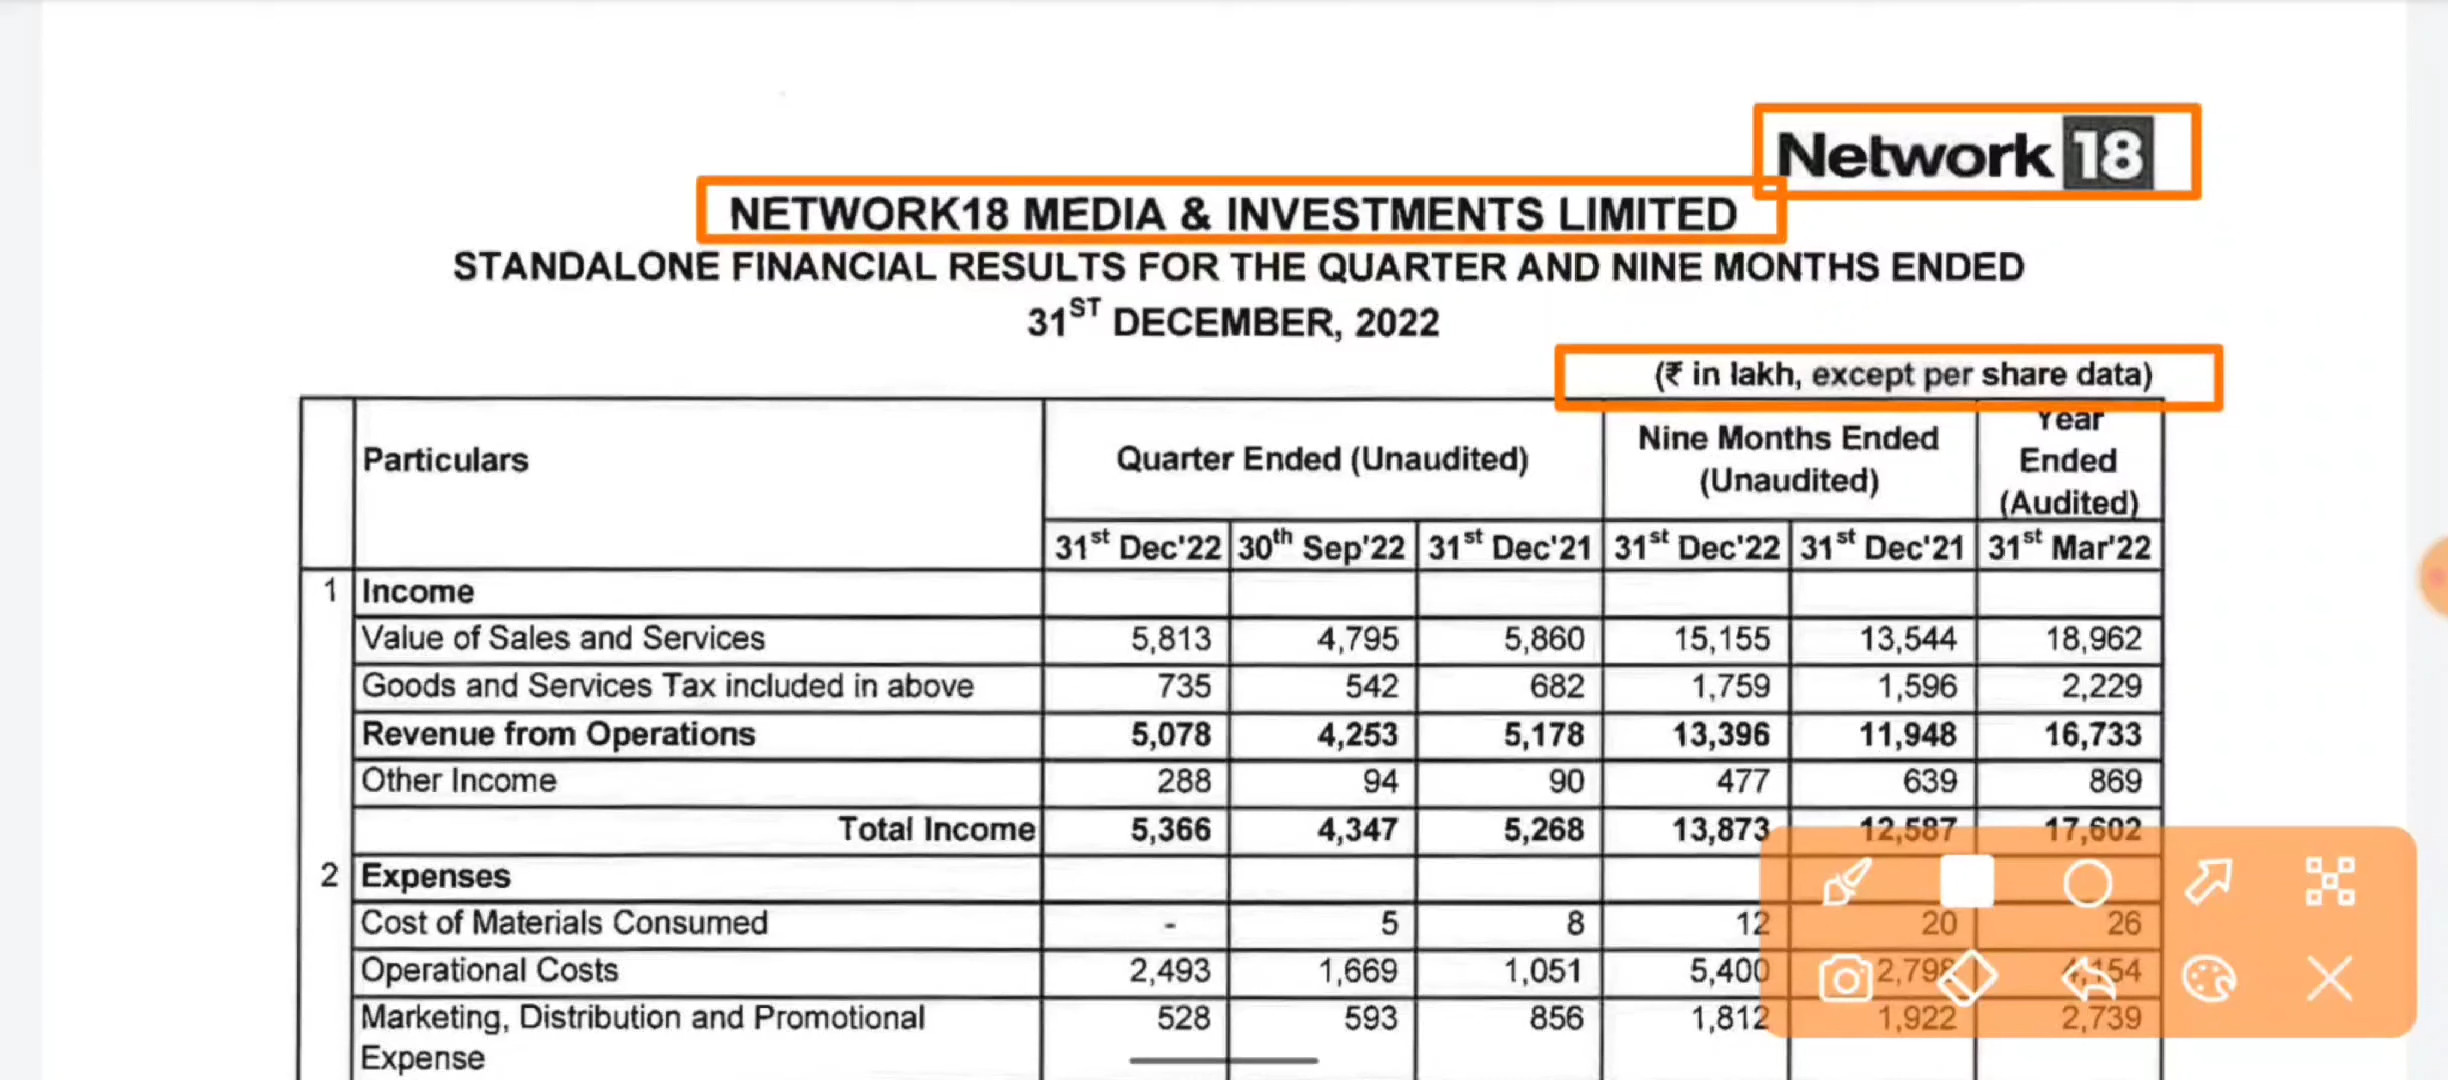 Network 18
NETWORK18 MEDIA & INVESTMENTS LIMITED
STANDALONE FINANCIAL RESULTS FOR THE QUARTER AND NINE MONTHS ENDED
31ST DECEMBER, 2022
(₹ in lakh, except per share data)
Particulars Quarter Ended (Unaudited) Nine Months Ended (Unaudited) Year Ended (Audited)
31st Dec'22 30th Sep'22 31st Dec'21 31st Dec'22 31st Dec'21 31st Mar'22
1 Income
Value of Sales and Services 5,813 4,795 5,860 15,155 13,544 18,962
Goods and Services Tax included in above 735 542 682 1,759 1,596 2,229
Revenue from Operations 5,078 4,253 5,178 13,396 11,948 16,733
Other Income 288 94 90 477 639 869
Total Income 5,366 4,347 5,268 13,873 12,587 17,602
2 Expenses
Cost of Materials Consumed - 5 8 12 20 26
Operational Costs 2,493 1,669 1,051 5,400 2,798 4,154
Marketing, Distribution and Promotional 528 593 856 1,812 1,922 2,739
Expense